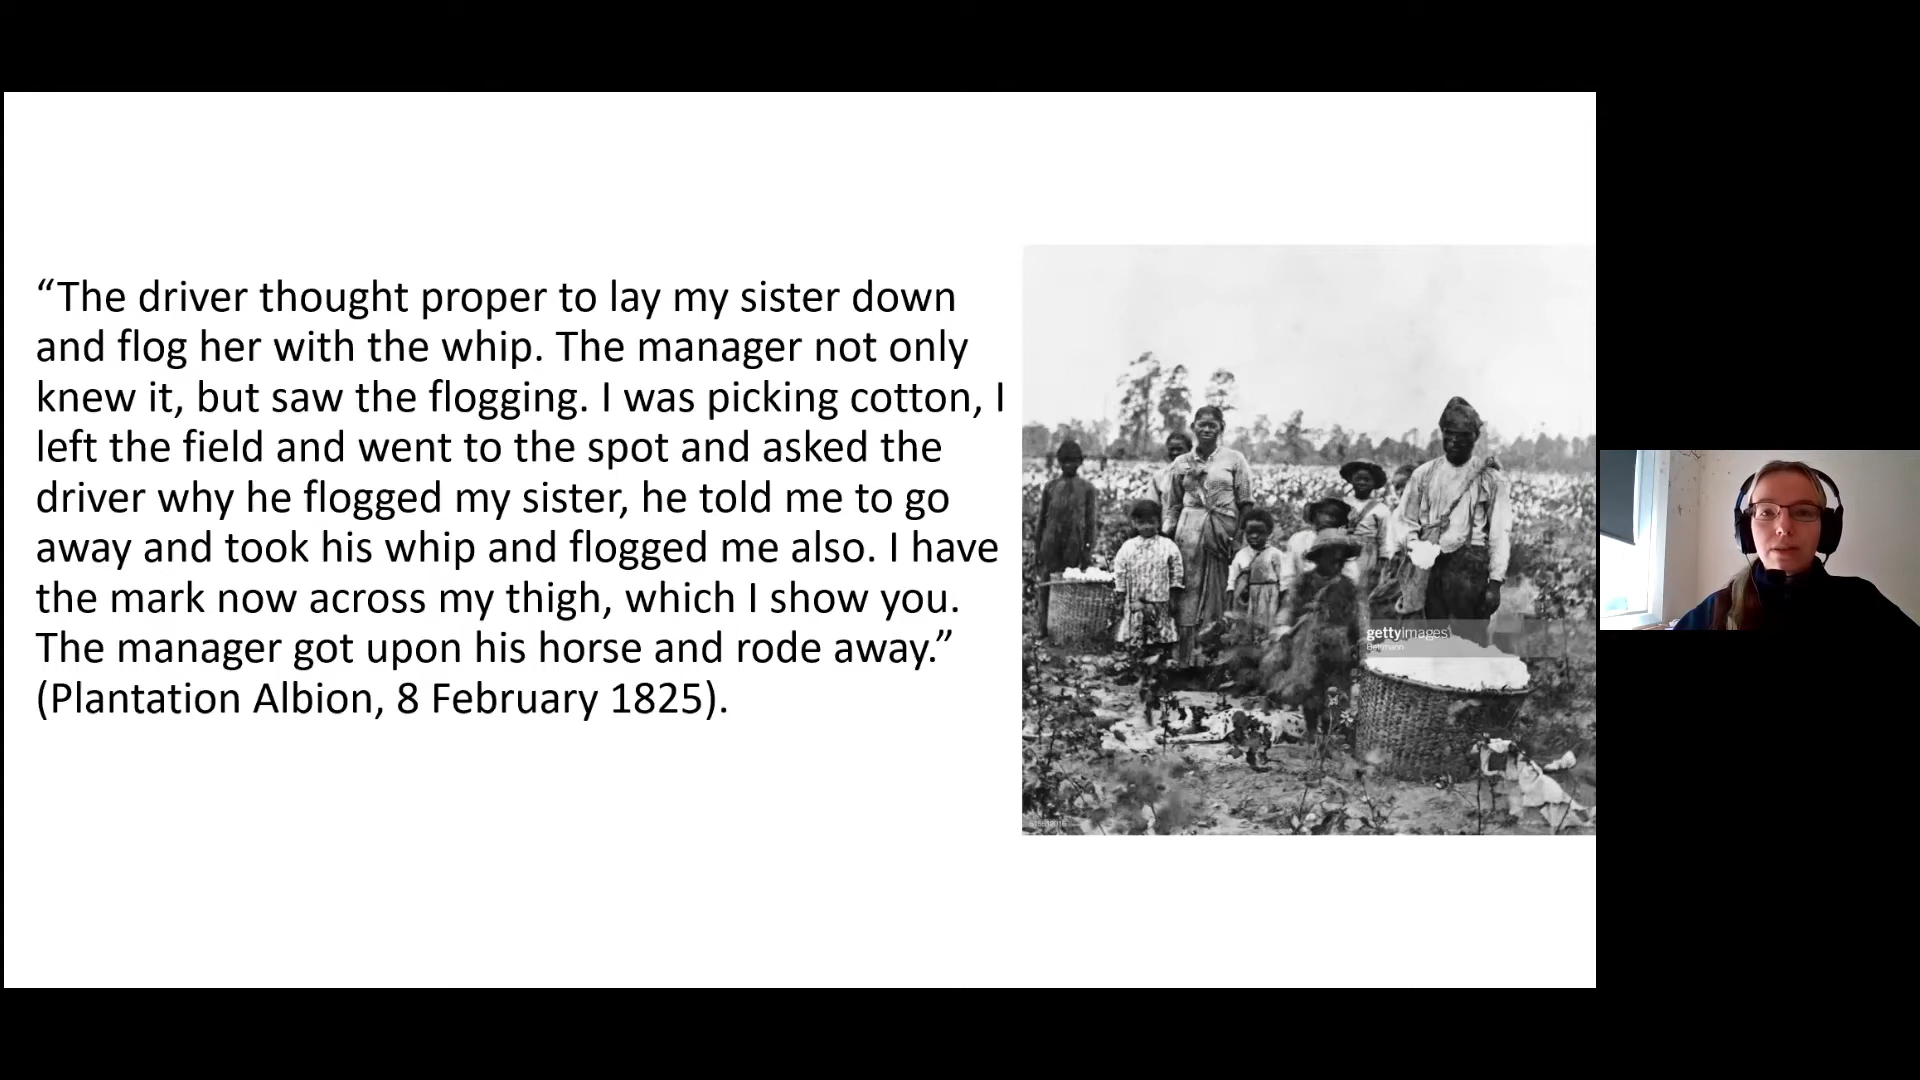 “The driver thought proper to lay my sister down
and flog her with the whip. The manager not only
knew it, but saw the flogging. I was picking cotton, I
left the field and went to the spot and asked the
driver why he flogged my sister, he told me to go
away and took his whip and flogged me also. I have
the mark now across my thigh, which I show you.
The manager got upon his horse and rode away.”
(Plantation Albion, 8 February 1825).
gettyimages
Bettmann